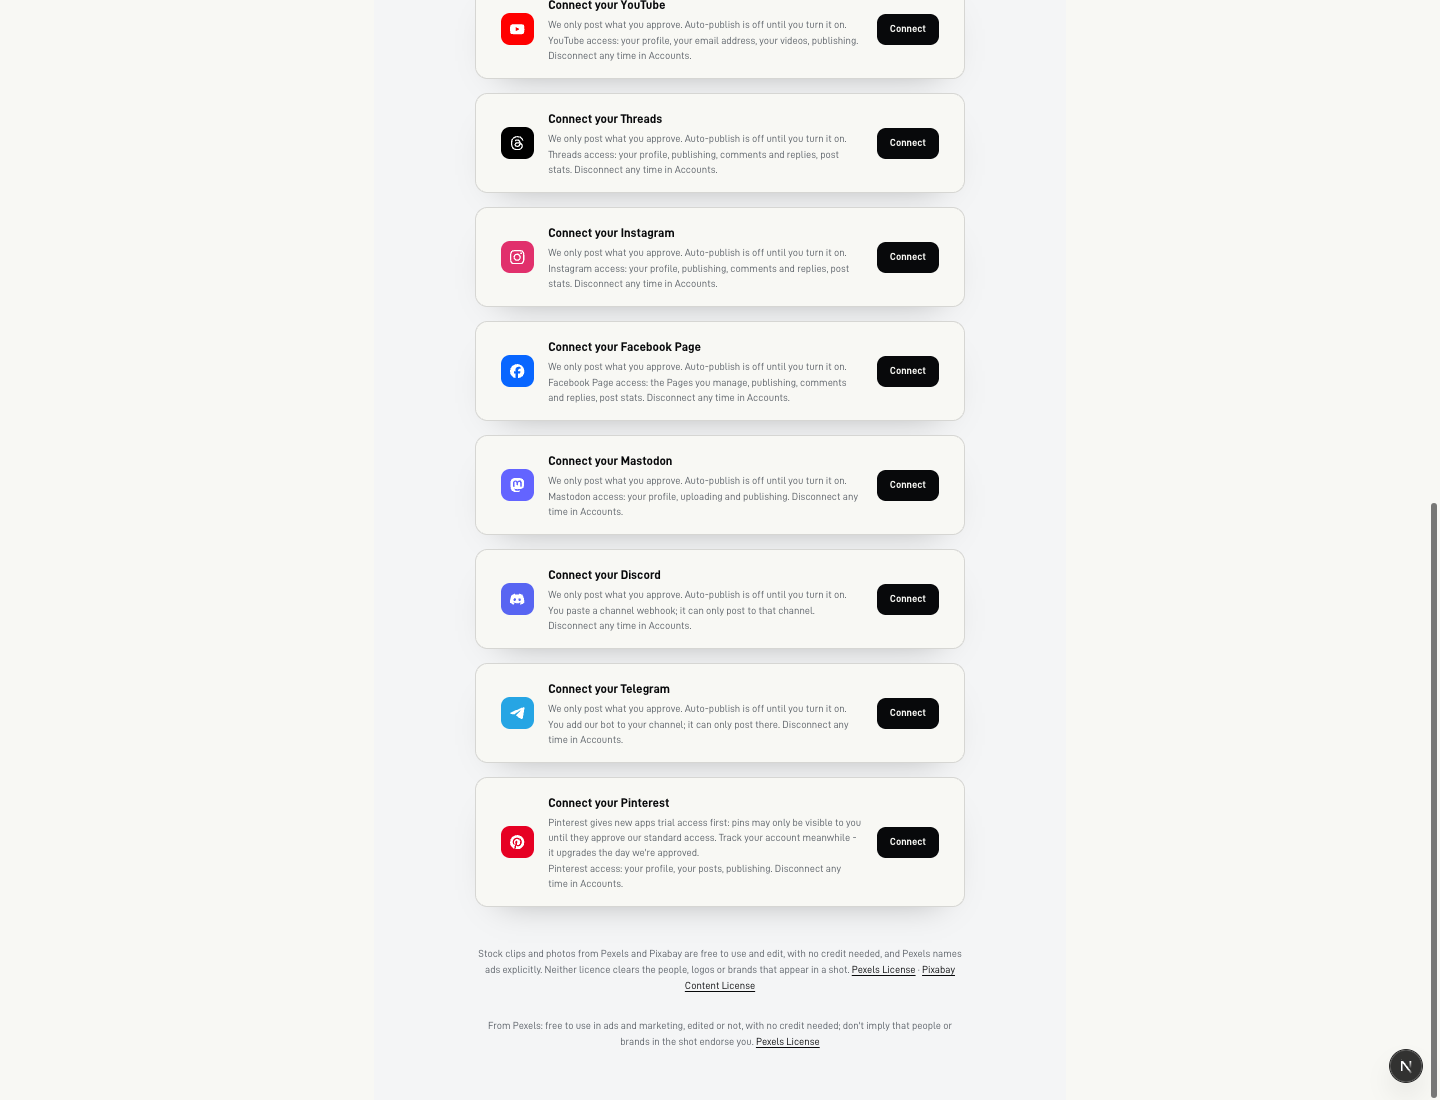 Connect your YouTube
We only post what you approve. Auto-publish is off until you turn it on.
YouTube access: your profile, your email address, your videos, publishing.
Disconnect any time in Accounts.
Connect
Connect your Threads
We only post what you approve. Auto-publish is off until you turn it on.
Threads access: your profile, publishing, comments and replies, post
stats. Disconnect any time in Accounts.
Connect
Connect your Instagram
We only post what you approve. Auto-publish is off until you turn it on.
Instagram access: your profile, publishing, comments and replies, post
stats. Disconnect any time in Accounts.
Connect
Connect your Facebook Page
We only post what you approve. Auto-publish is off until you turn it on.
Facebook Page access: the Pages you manage, publishing, comments
and replies, post stats. Disconnect any time in Accounts.
Connect
Connect your Mastodon
We only post what you approve. Auto-publish is off until you turn it on.
Mastodon access: your profile, uploading and publishing. Disconnect any
time in Accounts.
Connect
Connect your Discord
We only post what you approve. Auto-publish is off until you turn it on.
You paste a channel webhook; it can only post to that channel.
Disconnect any time in Accounts.
Connect
Connect your Telegram
We only post what you approve. Auto-publish is off until you turn it on.
You add our bot to your channel; it can only post there. Disconnect any
time in Accounts.
Connect
Connect your Pinterest
Pinterest gives new apps trial access first: pins may only be visible to you
until they approve our standard access. Track your account meanwhile -
it upgrades the day we're approved.
Pinterest access: your profile, your posts, publishing. Disconnect any
time in Accounts.
Connect
Stock clips and photos from Pexels and Pixabay are free to use and edit, with no credit needed, and Pexels names
ads explicitly. Neither licence clears the people, logos or brands that appear in a shot. Pexels License · Pixabay
Content License
From Pexels: free to use in ads and marketing, edited or not, with no credit needed; don't imply that people or
brands in the shot endorse you. Pexels License
N